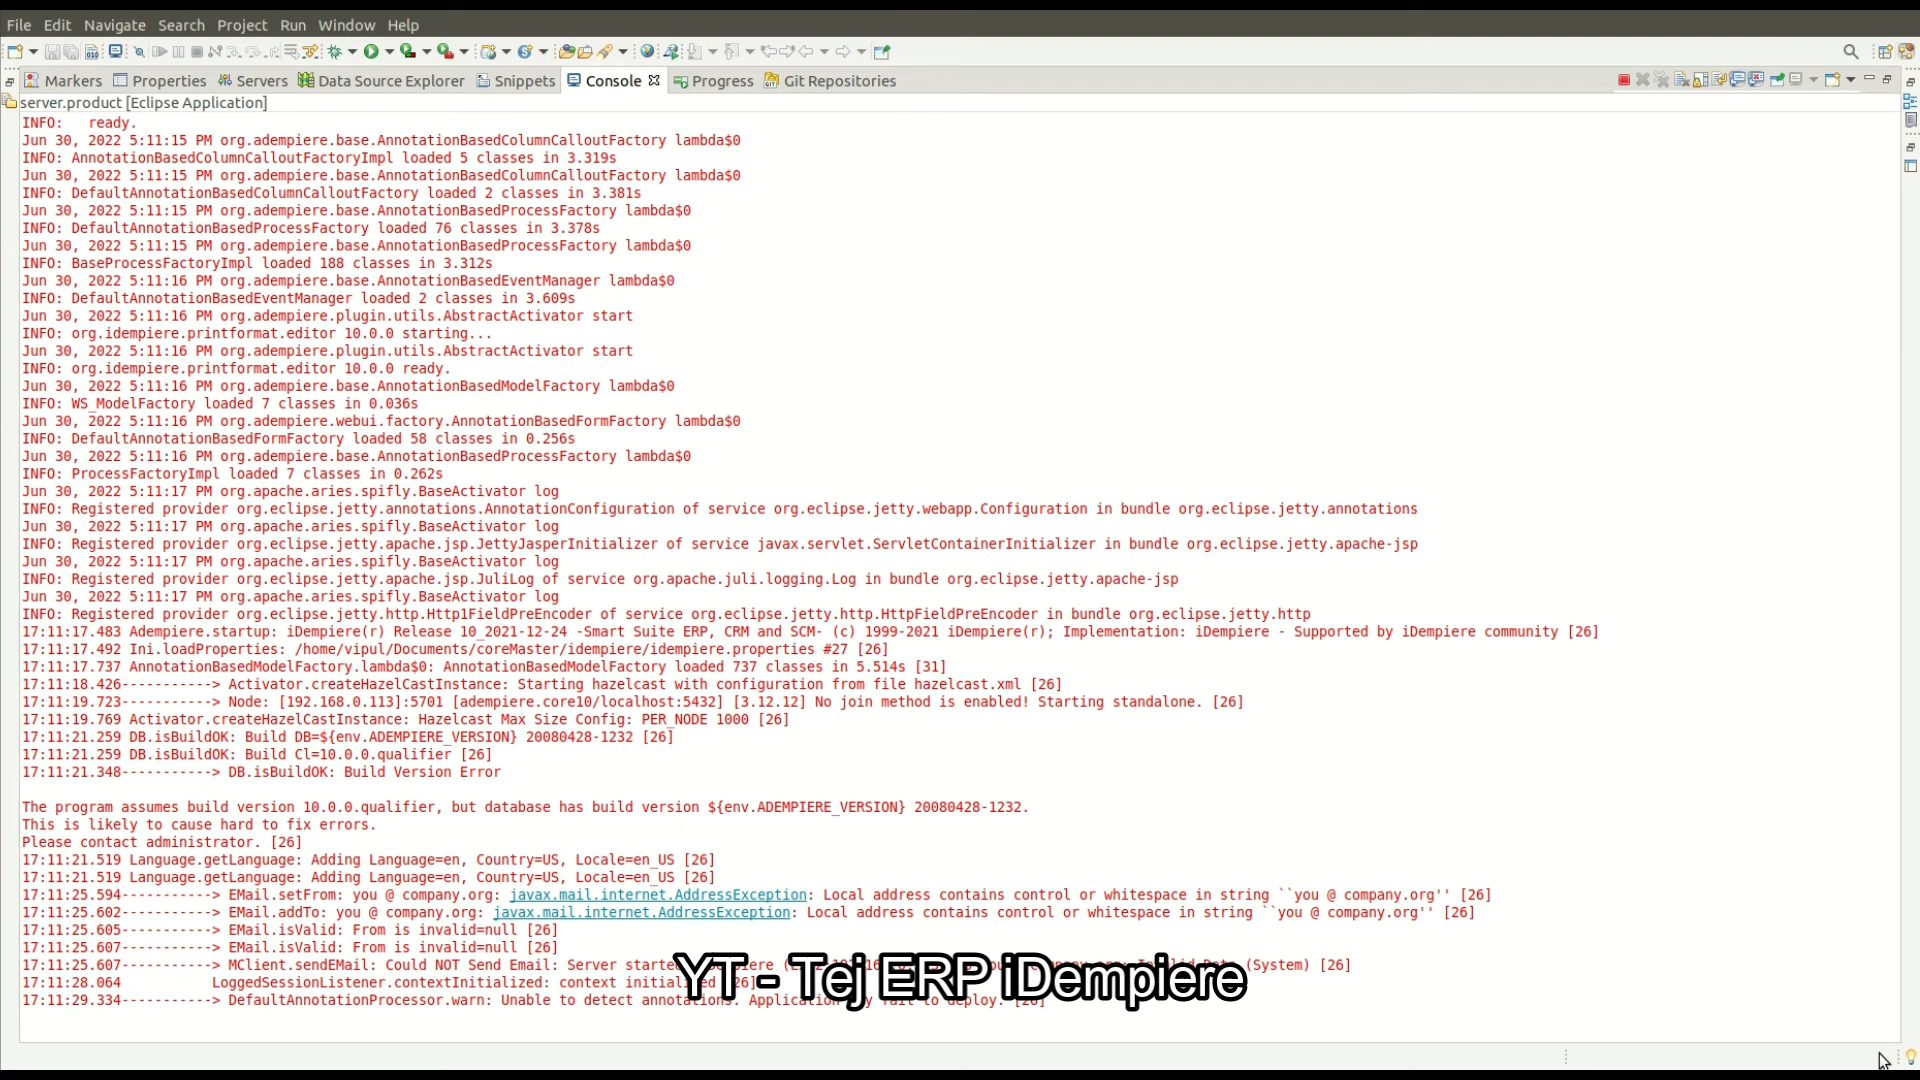 File Edit Navigate Search Project Run Window Help
Markers Properties Servers Data Source Explorer Snippets Console Progress Git Repositories
server.product [Eclipse Application]
INFO:   ready.
Jun 30, 2022 5:11:15 PM org.adempiere.base.AnnotationBasedColumnCalloutFactory lambda$0
INFO: AnnotationBasedColumnCalloutFactoryImpl loaded 5 classes in 3.319s
Jun 30, 2022 5:11:15 PM org.adempiere.base.AnnotationBasedColumnCalloutFactory lambda$0
INFO: DefaultAnnotationBasedColumnCalloutFactory loaded 2 classes in 3.381s
Jun 30, 2022 5:11:15 PM org.adempiere.base.AnnotationBasedProcessFactory lambda$0
INFO: DefaultAnnotationBasedProcessFactory loaded 76 classes in 3.378s
Jun 30, 2022 5:11:15 PM org.adempiere.base.AnnotationBasedProcessFactory lambda$0
INFO: BaseProcessFactoryImpl loaded 188 classes in 3.312s
Jun 30, 2022 5:11:16 PM org.adempiere.base.AnnotationBasedEventManager lambda$0
INFO: DefaultAnnotationBasedEventManager loaded 2 classes in 3.609s
Jun 30, 2022 5:11:16 PM org.adempiere.plugin.utils.AbstractActivator start
INFO: org.idempiere.printformat.editor 10.0.0 starting...
Jun 30, 2022 5:11:16 PM org.adempiere.plugin.utils.AbstractActivator start
INFO: org.idempiere.printformat.editor 10.0.0 ready.
Jun 30, 2022 5:11:16 PM org.adempiere.base.AnnotationBasedModelFactory lambda$0
INFO: WS_ModelFactory loaded 7 classes in 0.036s
Jun 30, 2022 5:11:16 PM org.adempiere.webui.factory.AnnotationBasedFormFactory lambda$0
INFO: DefaultAnnotationBasedFormFactory loaded 58 classes in 0.256s
Jun 30, 2022 5:11:16 PM org.adempiere.base.AnnotationBasedProcessFactory lambda$0
INFO: ProcessFactoryImpl loaded 7 classes in 0.262s
Jun 30, 2022 5:11:17 PM org.apache.aries.spifly.BaseActivator log
INFO: Registered provider org.eclipse.jetty.annotations.AnnotationConfiguration of service org.eclipse.jetty.webapp.Configuration in bundle org.eclipse.jetty.annotations
Jun 30, 2022 5:11:17 PM org.apache.aries.spifly.BaseActivator log
INFO: Registered provider org.eclipse.jetty.apache.jsp.JettyJasperInitializer of service javax.servlet.ServletContainerInitializer in bundle org.eclipse.jetty.apache-jsp
Jun 30, 2022 5:11:17 PM org.apache.aries.spifly.BaseActivator log
INFO: Registered provider org.eclipse.jetty.apache.jsp.JuliLog of service org.apache.juli.logging.Log in bundle org.eclipse.jetty.apache-jsp
Jun 30, 2022 5:11:17 PM org.apache.aries.spifly.BaseActivator log
INFO: Registered provider org.eclipse.jetty.http.Http1FieldPreEncoder of service org.eclipse.jetty.http.HttpFieldPreEncoder in bundle org.eclipse.jetty.http
17:11:17.483 Adempiere.startup: iDempiere(r) Release 10_2021-12-24 -Smart Suite ERP, CRM and SCM- (c) 1999-2021 iDempiere(r); Implementation: iDempiere - Supported by iDempiere community [26]
17:11:17.492 Ini.loadProperties: /home/vipul/Documents/coreMaster/idempiere/idempiere.properties #27 [26]
17:11:17.737 AnnotationBasedModelFactory.lambda$0: AnnotationBasedModelFactory loaded 737 classes in 5.514s [31]
17:11:18.426-----------> Activator.createHazelCastInstance: Starting hazelcast with configuration from file hazelcast.xml [26]
17:11:19.723-----------> Node: [192.168.0.113]:5701 [adempiere.core10/localhost:5432] [3.12.12] No join method is enabled! Starting standalone. [26]
17:11:19.769 Activator.createHazelCastInstance: Hazelcast Max Size Config: PER_NODE 1000 [26]
17:11:21.259 DB.isBuildOK: Build DB=${env.ADEMPIERE_VERSION} 20080428-1232 [26]
17:11:21.259 DB.isBuildOK: Build Cl=10.0.0.qualifier [26]
17:11:21.348-----------> DB.isBuildOK: Build Version Error
The program assumes build version 10.0.0.qualifier, but database has build version ${env.ADEMPIERE_VERSION} 20080428-1232.
This is likely to cause hard to fix errors.
Please contact administrator. [26]
17:11:21.519 Language.getLanguage: Adding Language=en, Country=US, Locale=en_US [26]
17:11:21.519 Language.getLanguage: Adding Language=en, Country=US, Locale=en_US [26]
17:11:25.594-----------> EMail.setFrom: you @ company.org: javax.mail.internet.AddressException: Local address contains control or whitespace in string ``you @ company.org'' [26]
17:11:25.602-----------> EMail.addTo: you @ company.org: javax.mail.internet.AddressException: Local address contains control or whitespace in string ``you @ company.org'' [26]
17:11:25.605-----------> EMail.isValid: From is invalid=null [26]
17:11:25.607-----------> EMail.isValid: From is invalid=null [26]
17:11:25.607-----------> MClient.sendEMail: Could NOT Send Email: Server started (System) [26]
17:11:28.064           LoggedSessionListener.contextInitialized: context
17:11:29.334-----------> DefaultAnnotationProcessor.warn: Unable to detect annotations. Application fail to deploy. [26]
YT - Tej ERP iDempiere